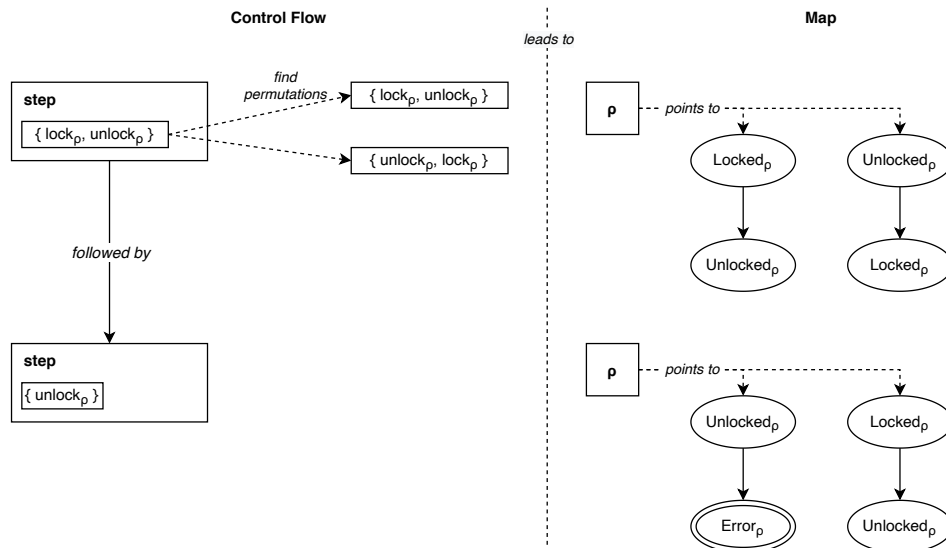 Control Flow
Map
leads to
step
{ lockρ, unlockρ }
find
permutations
{ lockρ, unlockρ }
{ unlockρ, lockρ }
followed by
step
{ unlockρ }
ρ
points to
Lockedρ
Unlockedρ
Unlockedρ
Lockedρ
ρ
points to
Unlockedρ
Lockedρ
Errorρ
Unlockedρ